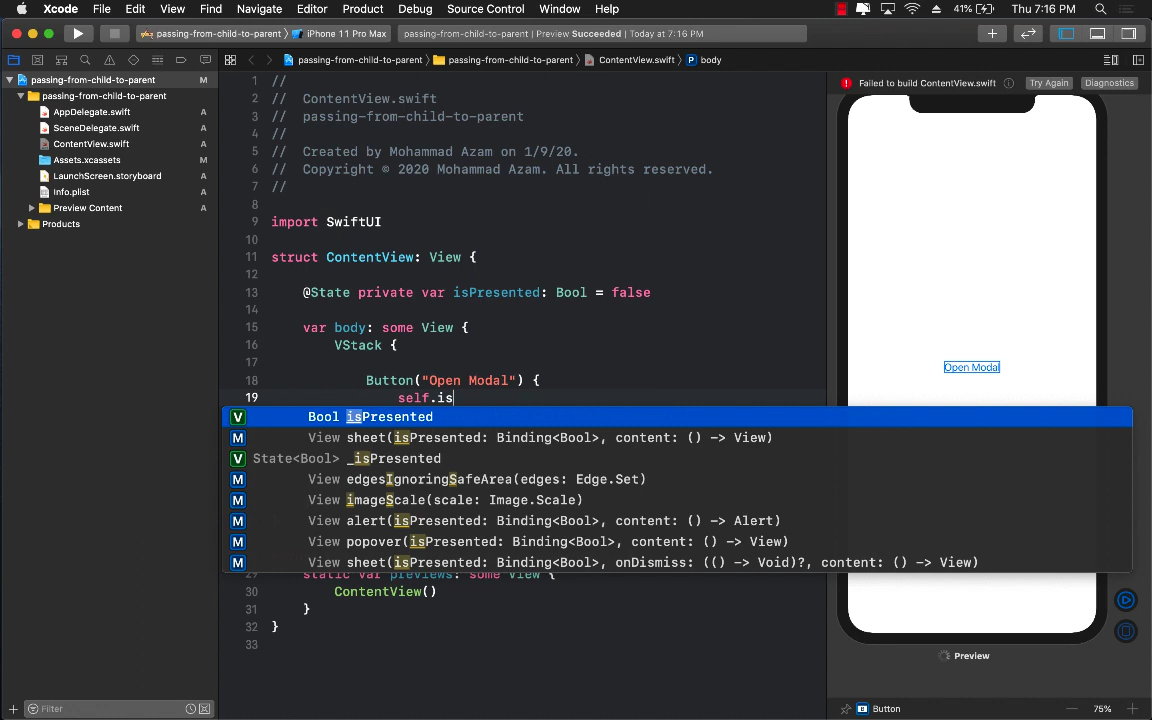 Xcode File Edit View Find Navigate Editor Product Debug Source Control Window Help 41% Thu 7:16 PM
passing-from-child-to-parent 〉 iPhone 11 Pro Max passing-from-child-to-parent | Preview Succeeded | Today at 7:16 PM
passing-from-child-to-parent 〉 passing-from-child-to-parent 〉 ContentView.swift 〉 P body
passing-from-child-to-parent M
passing-from-child-to-parent
AppDelegate.swift A
SceneDelegate.swift A
ContentView.swift A
Assets.xcassets M
LaunchScreen.storyboard A
Info.plist A
Preview Content A
Products
Filter
1 //
2 // ContentView.swift
3 // passing-from-child-to-parent
4 //
5 // Created by Mohammad Azam on 1/9/20.
6 // Copyright © 2020 Mohammad Azam. All rights reserved.
7 //
8
9 import SwiftUI
10
11 struct ContentView: View {
12
13 @State private var isPresented: Bool = false
14
15 var body: some View {
16 VStack {
17
18 Button("Open Modal") {
19 self.is
V Bool isPresented
M View sheet(isPresented: Binding<Bool>, content: () -> View)
V State<Bool> _isPresented
M View edgesIgnoringSafeArea(edges: Edge.Set)
M View imageScale(scale: Image.Scale)
M View alert(isPresented: Binding<Bool>, content: () -> Alert)
M View popover(isPresented: Binding<Bool>, content: () -> View)
M View sheet(isPresented: Binding<Bool>, onDismiss: (() -> Void)?, content: () -> View)
29 static var previews: some View {
30 ContentView()
31 }
32 }
33
Failed to build ContentView.swift Try Again Diagnostics
Open Modal
Preview
Button 75%